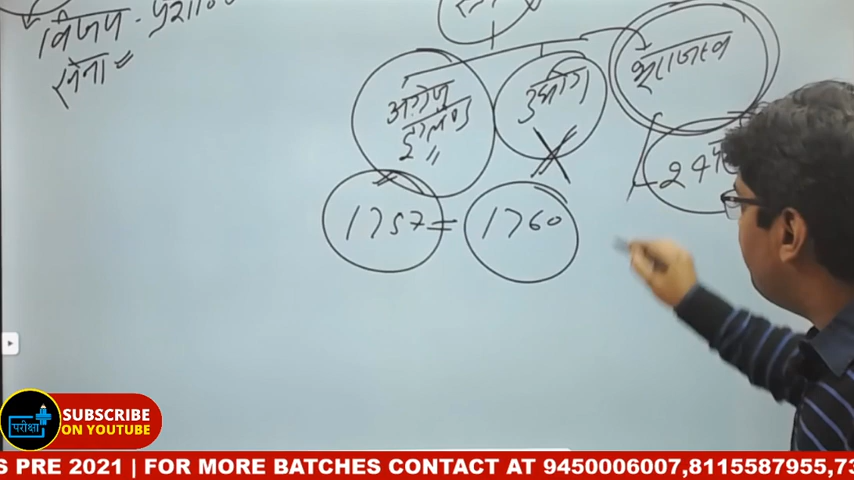 विजय - प्रशा
सेना =
अंग्रेज
इंग्लैण्ड
"
उद्योग
भू राजस्व
24
1757 = 1760
परीक्षा
SUBSCRIBE
ON YOUTUBE
S PRE 2021 | FOR MORE BATCHES CONTACT AT 9450006007,8115587955,73